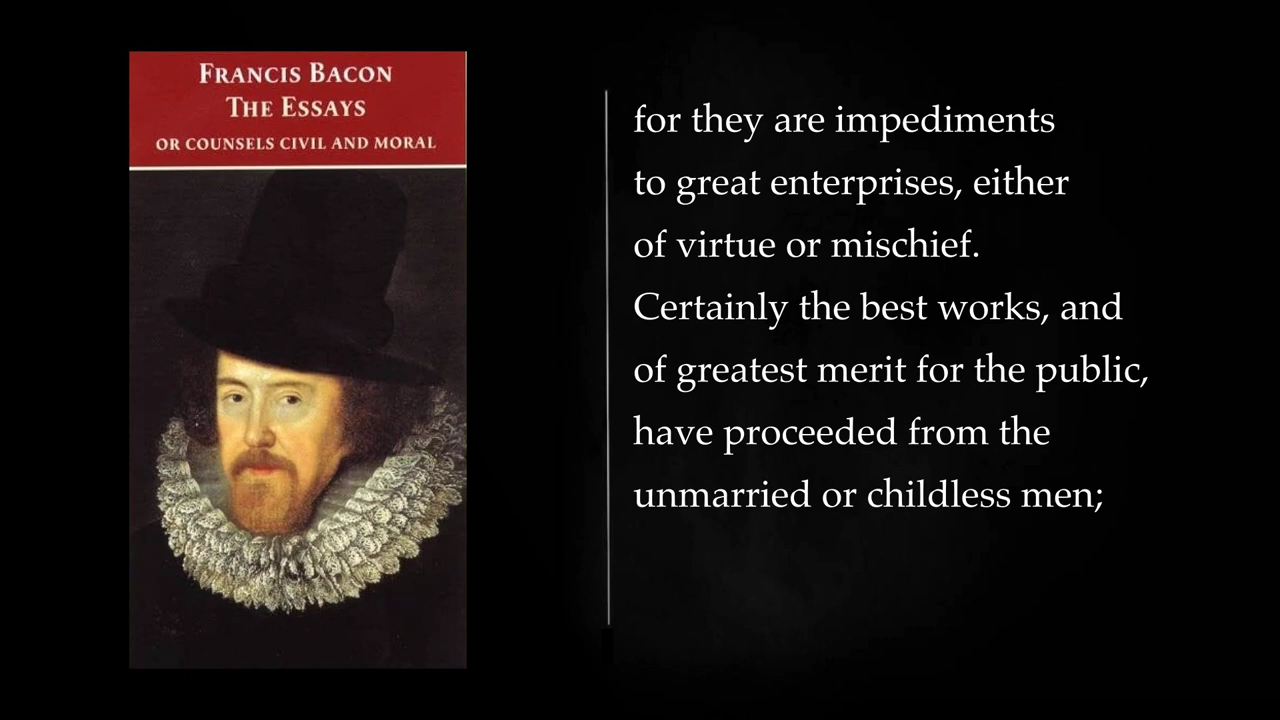 FRANCIS BACON
THE ESSAYS
OR COUNSELS CIVIL AND MORAL
for they are impediments
to great enterprises, either
of virtue or mischief.
Certainly the best works, and
of greatest merit for the public,
have proceeded from the
unmarried or childless men;